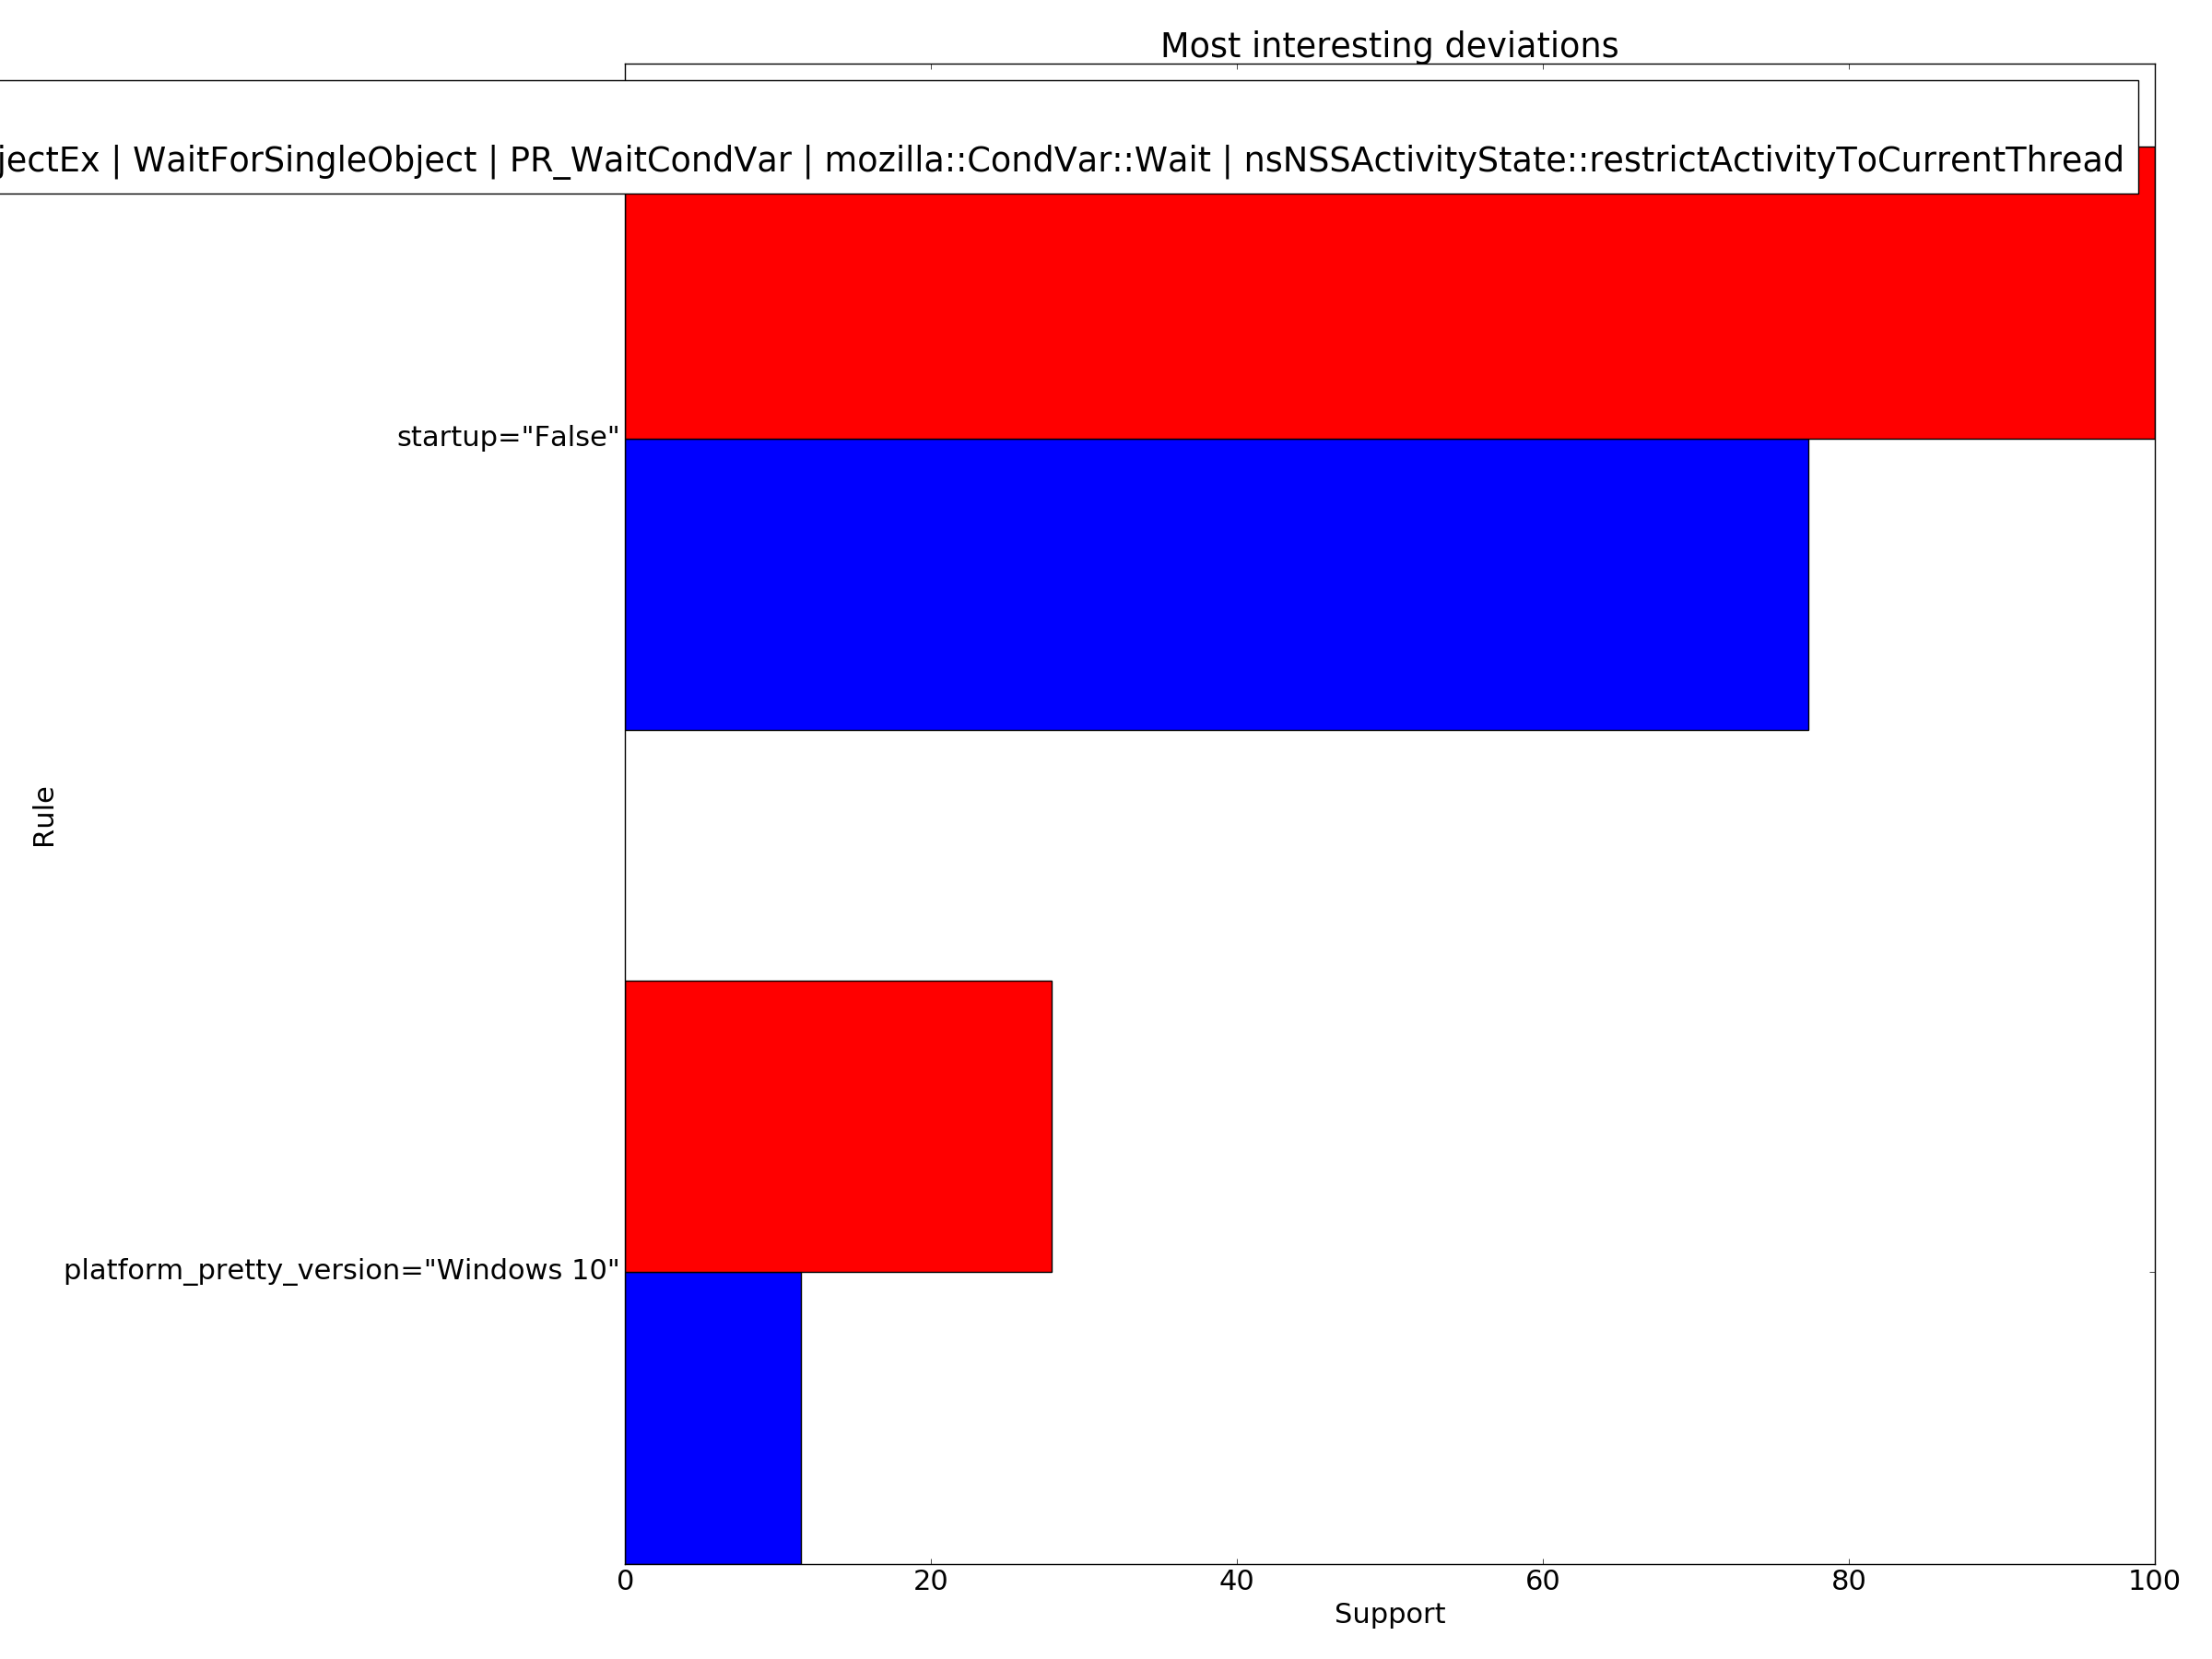 Most interesting deviations
jectEx | WaitForSingleObject | PR_WaitCondVar | mozilla::CondVar::Wait | nsNSSActivityState::restrictActivityToCurrentThread
startup="False"
Rule
platform_pretty_version="Windows 10"
0 20 40 60 80 100
Support